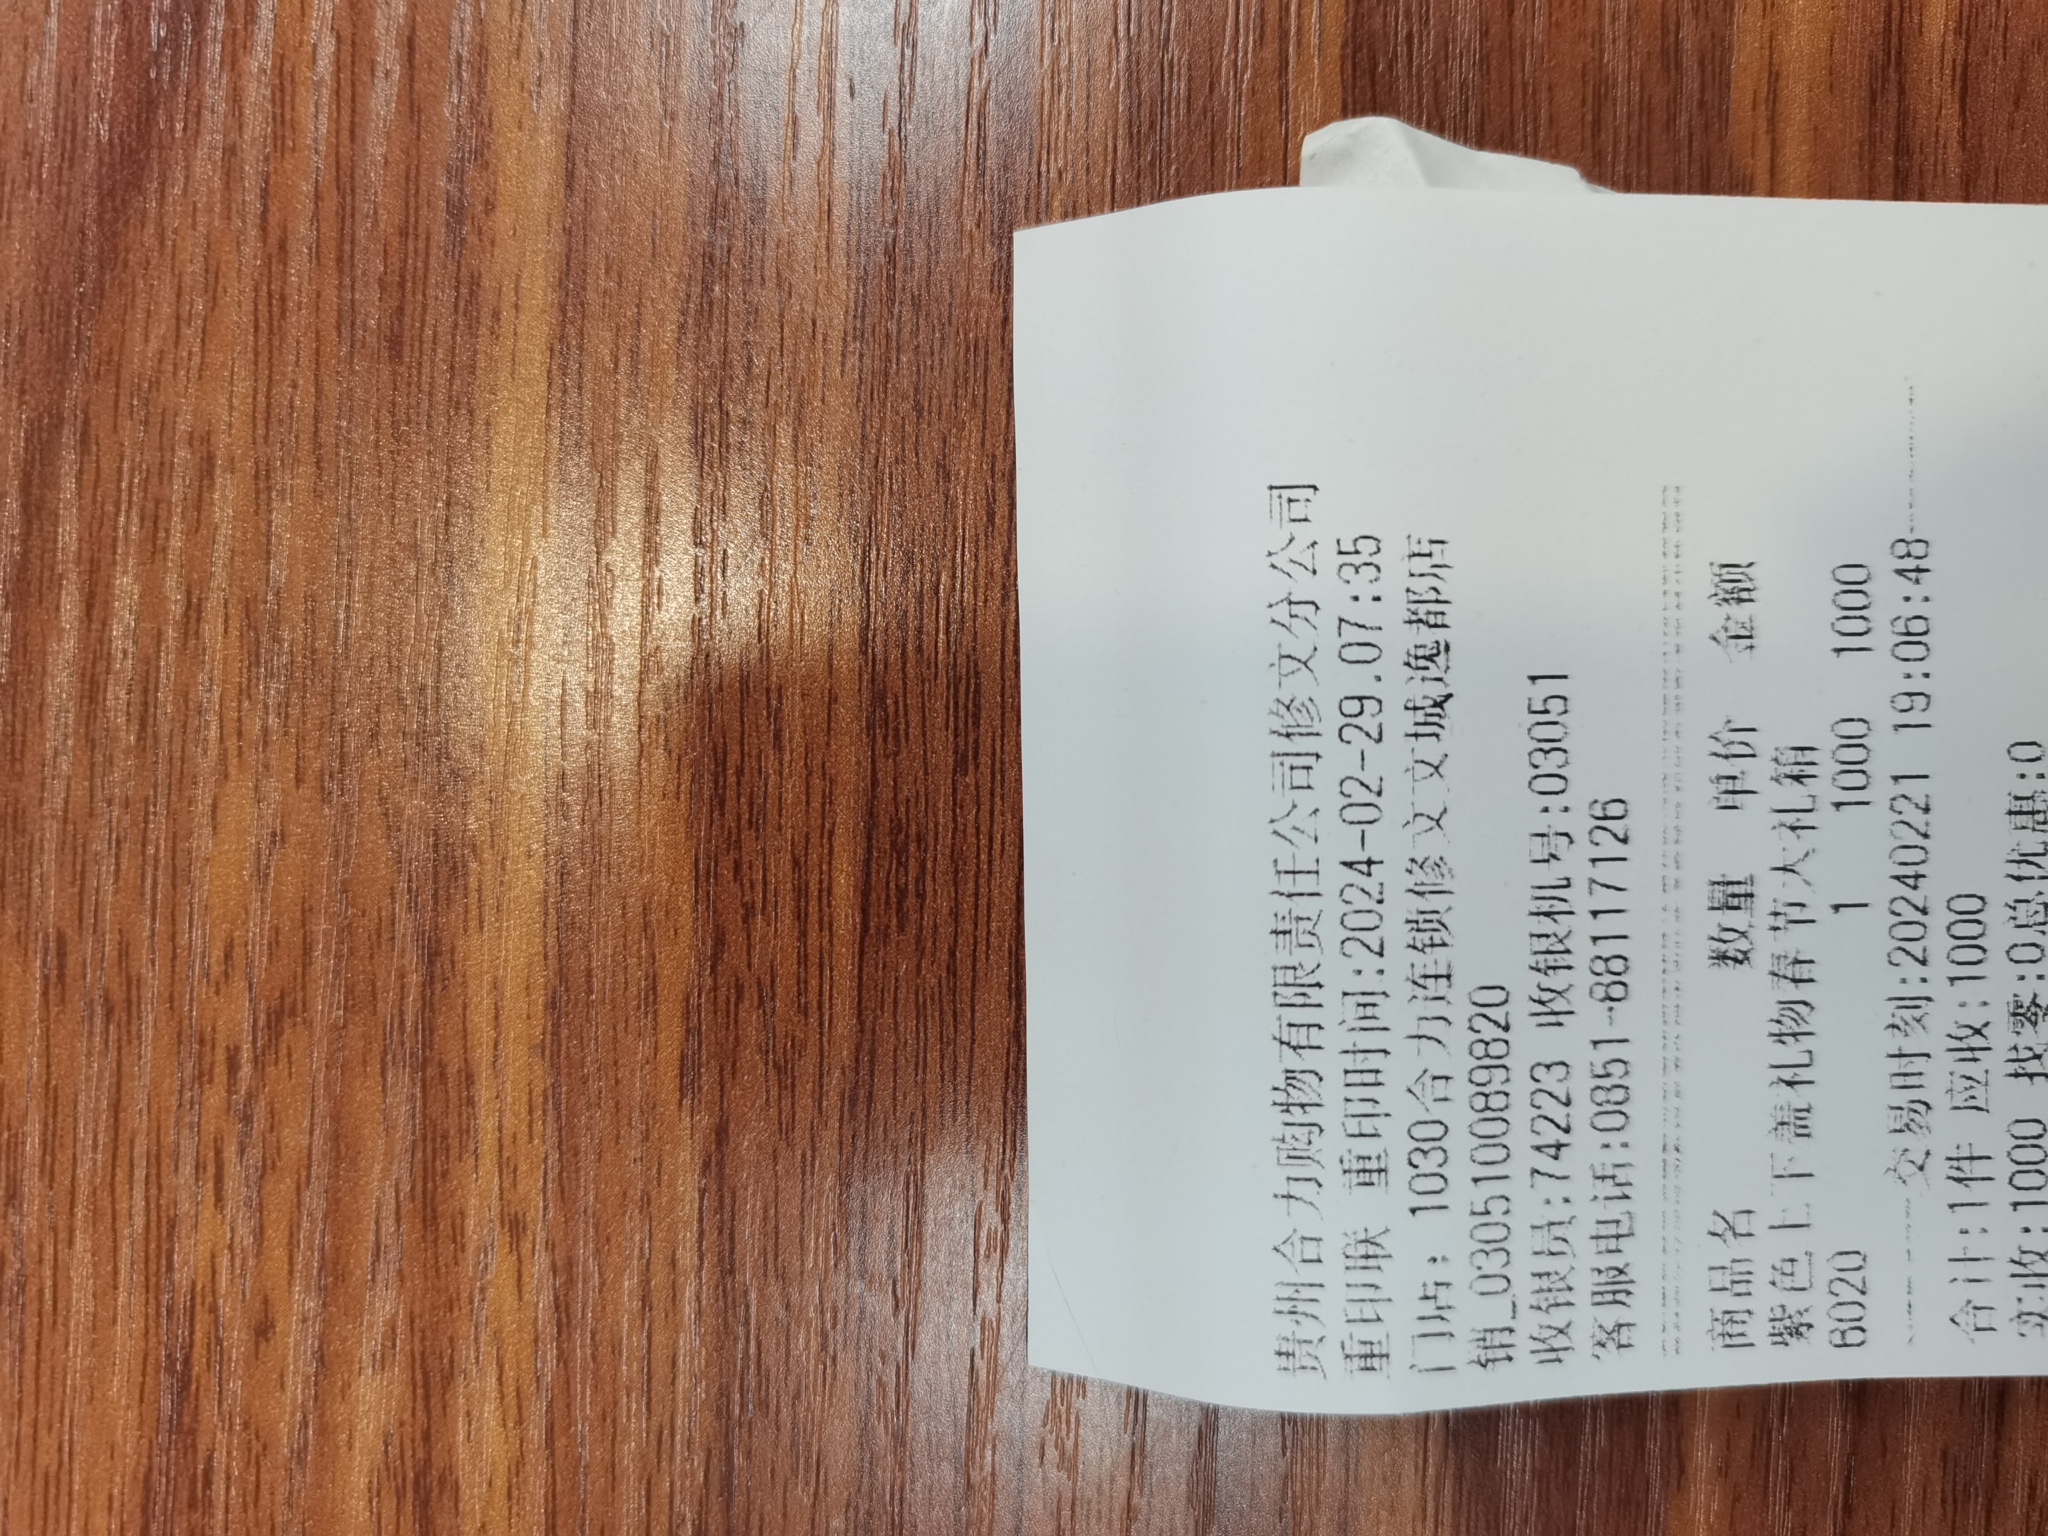 贵州合力购物有限责任公司修文分公司
重印联 重印时间:2024-02-29.07:35
门店: 1030合力连锁修文文城逸都店
销_030510089820
收银员:74223 收银机号:03051
客服电话:0851-88117126
商品名 数量 单价 金额
紫色上下盖礼物春节大礼箱
6020 1 1000 1000
交易时刻:20240221 19:06:48
合计:1件 应收:1000
实收:1000 找零:0总优惠:0